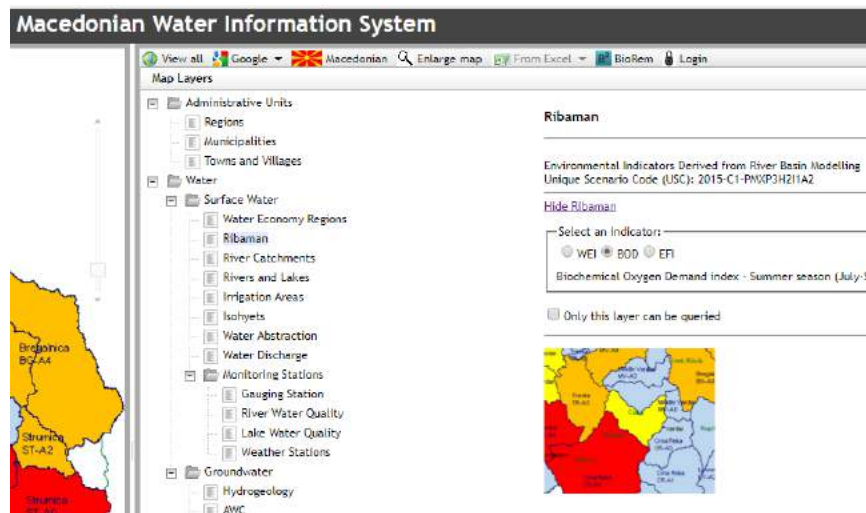 Macedonian Water Information System
View all Google Macedonian Enlarge map From Excel BioRem Login
Map Layers
Administrative Units
Regions
Municipalities
Towns and Villages
Water
Surface Water
Water Economy Regions
Ribaman
River Catchments
Rivers and Lakes
Irrigation Areas
Isohyets
Water Abstraction
Water Discharge
Monitoring Stations
Gauging Station
River Water Quality
Lake Water Quality
Weather Stations
Groundwater
Hydrogeology
AWC
Ribaman
Environmental Indicators Derived from River Basin Modelling
Unique Scenario Code (USC): 2015-C1-PMXP3H2I1A2
Hide Ribaman
Select an indicator:
WEI BOD EFI
Biochemical Oxygen Demand index - Summer season (July-
Only this layer can be queried
Bregalnica
BG-A4
Strumica
ST-A2
Strumica